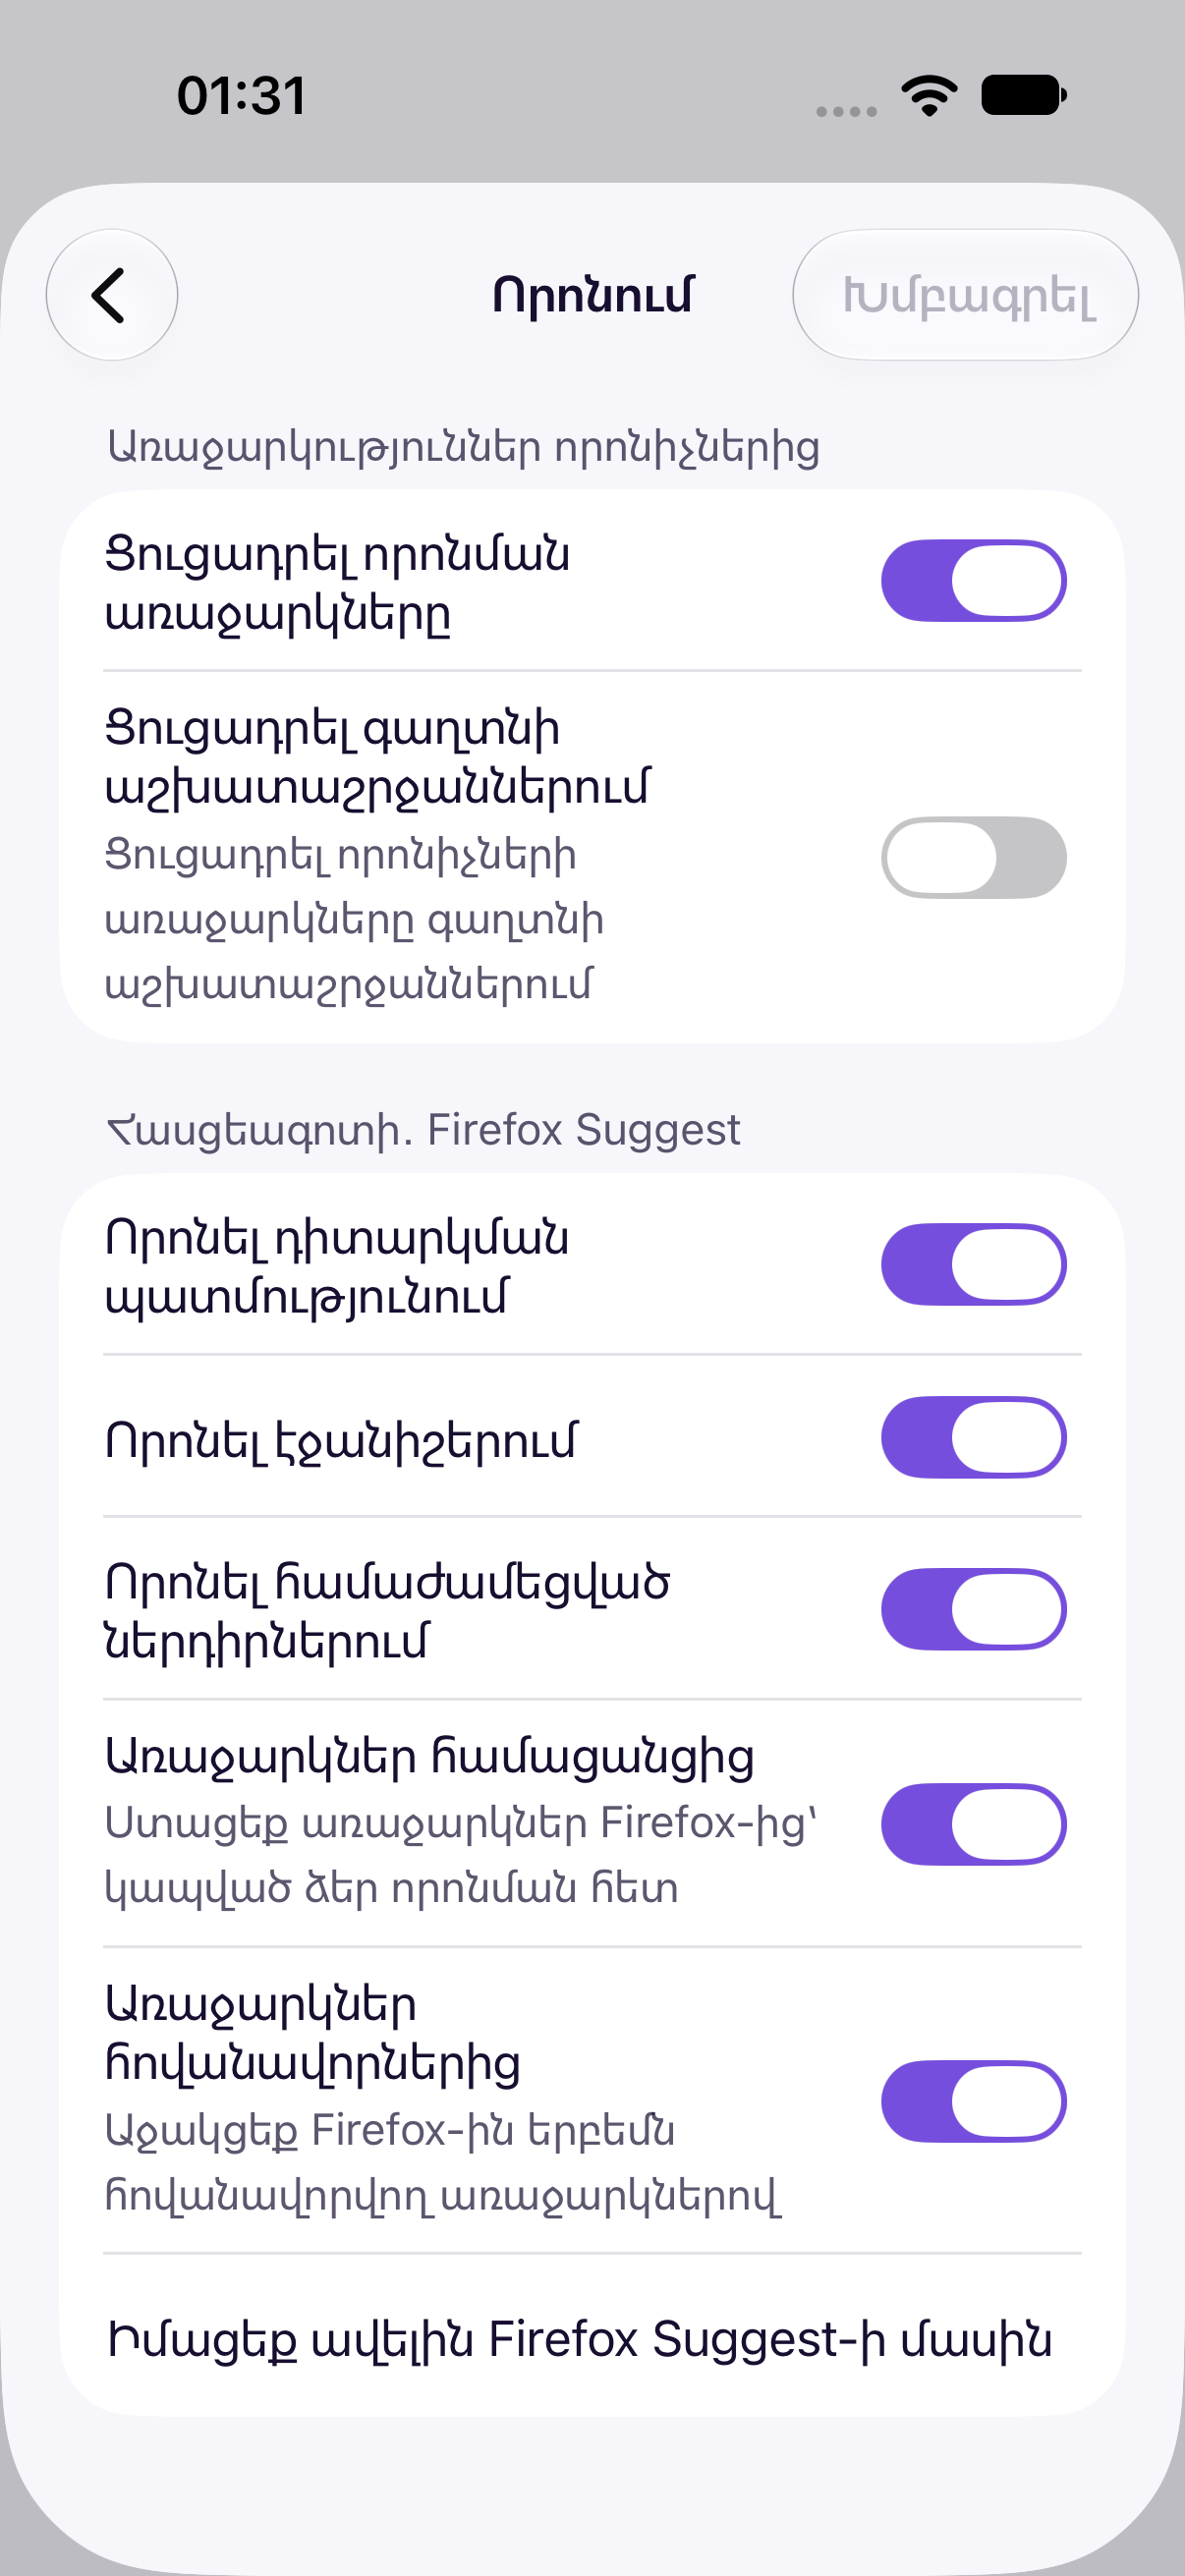 01:31
Որոնում
Խմբագրել
Առաջարկություններ որոնիչներից
Ցուցադրել որոնման
առաջարկները
Ցուցադրել գաղտնի
աշխատաշրջաններում
Ցուցադրել որոնիչների
առաջարկները գաղտնի
աշխատաշրջաններում
Հասցեագոտի. Firefox Suggest
Որոնել դիտարկման
պատմությունում
Որոնել էջանիշերում
Որոնել համաժամեցված
ներդիրներում
Առաջարկներ համացանցից
Ստացեք առաջարկներ Firefox-ից՝
կապված ձեր որոնման հետ
Առաջարկներ
հովանավորներից
Աջակցեք Firefox-ին երբեմն
հովանավորվող առաջարկներով
Իմացեք ավելին Firefox Suggest-ի մասին